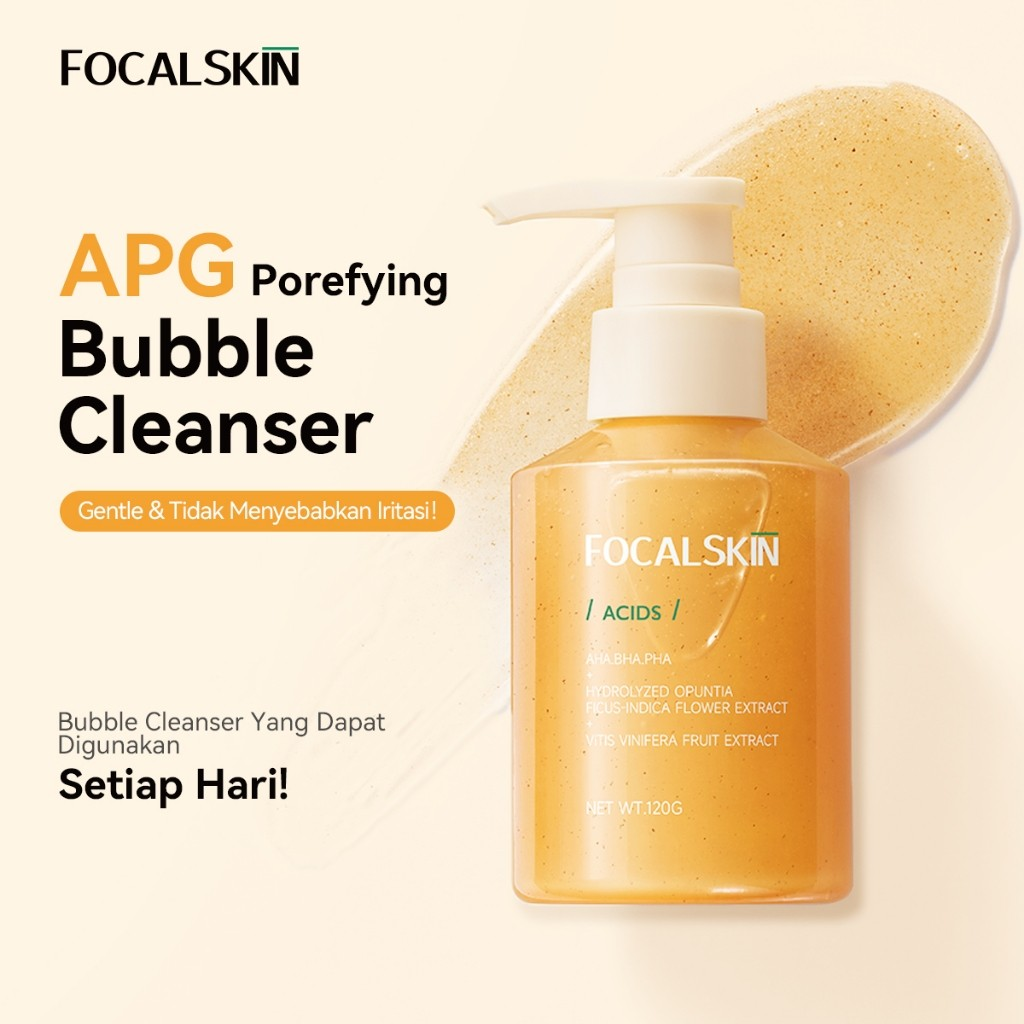 FOCALSKIN
APG Porefying
Bubble
Cleanser
Gentle & Tidak Menyebabkan Iritasi!
Bubble Cleanser Yang Dapat
Digunakan
Setiap Hari!
FOCALSKIN
/ ACIDS /
AHA.BHA.PHA
+
HYDROLYZED OPUNTIA
FICUS-INDICA FLOWER EXTRACT
+
VITIS VINIFERA FRUIT EXTRACT
NET WT.120G